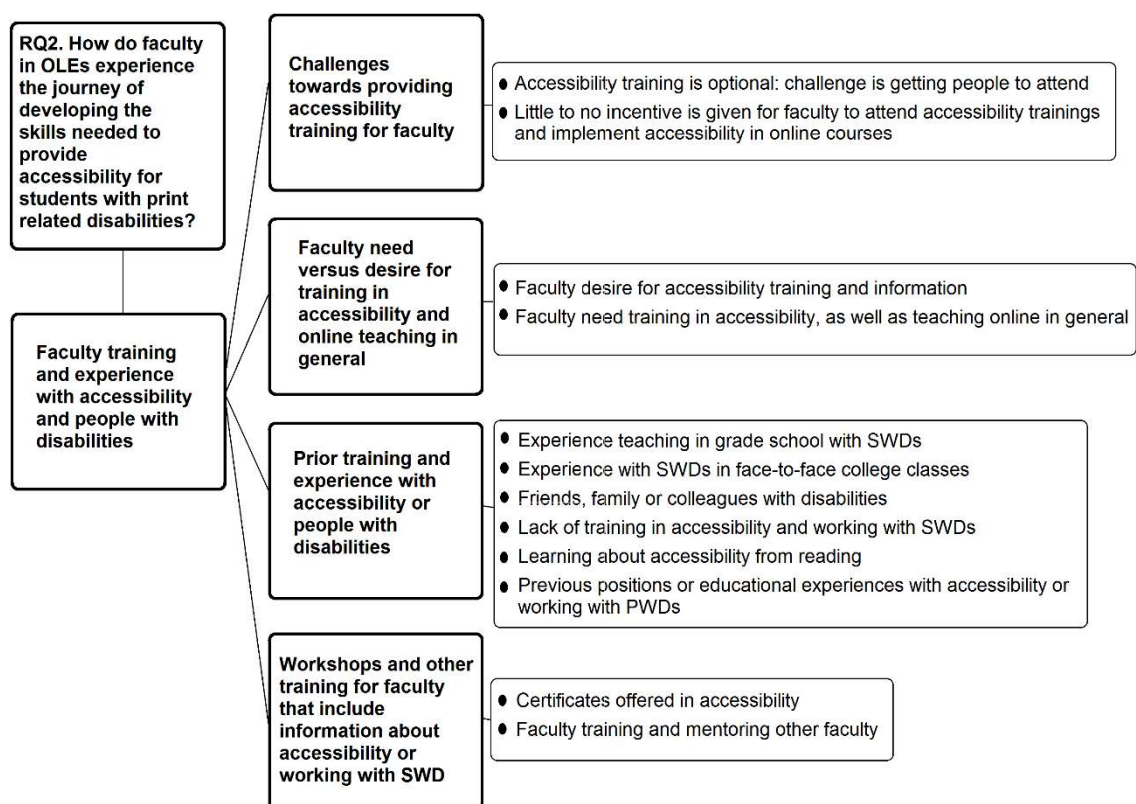 RQ2. How do faculty
in OLEs experience
the journey of
developing the
skills needed to
provide
accessibility for
students with print
related disabilities?
Faculty training
and experience
with accessibility
and people with
disabilities
Challenges
towards providing
accessibility
training for faculty
● Accessibility training is optional: challenge is getting people to attend
● Little to no incentive is given for faculty to attend accessibility trainings
and implement accessibility in online courses
Faculty need
versus desire for
training in
accessibility and
online teaching in
general
● Faculty desire for accessibility training and information
● Faculty need training in accessibility, as well as teaching online in general
Prior training and
experience with
accessibility or
people with
disabilities
● Experience teaching in grade school with SWDs
● Experience with SWDs in face-to-face college classes
● Friends, family or colleagues with disabilities
● Lack of training in accessibility and working with SWDs
● Learning about accessibility from reading
● Previous positions or educational experiences with accessibility or
working with PWDs
Workshops and other
training for faculty
that include
information about
accessibility or
working with SWD
● Certificates offered in accessibility
● Faculty training and mentoring other faculty